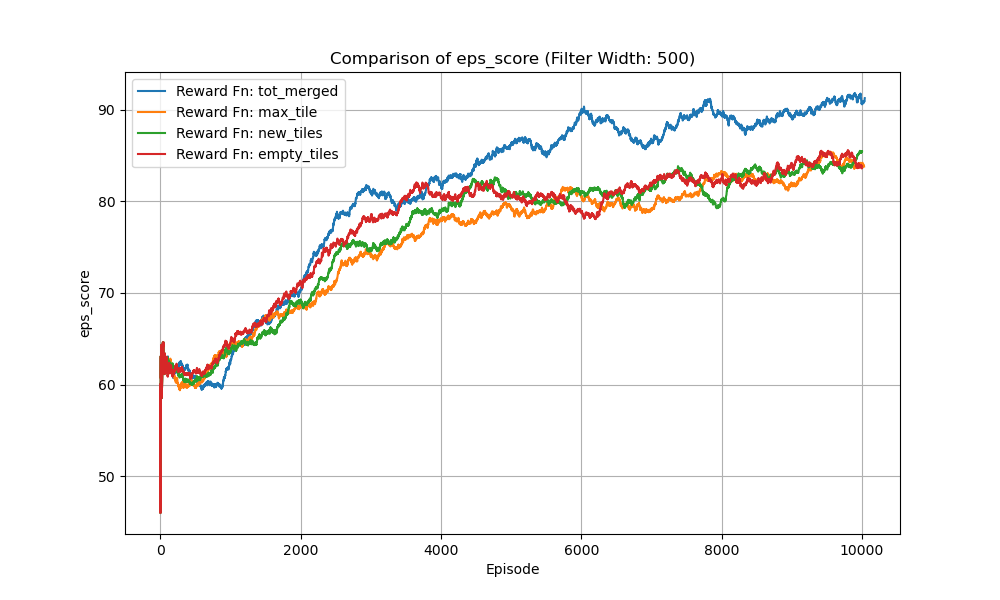 Comparison of eps_score (Filter Width: 500)
Reward Fn: tot_merged
Reward Fn: max_tile
Reward Fn: new_tiles
Reward Fn: empty_tiles
90
80
70
60
50
eps_score
0 2000 4000 6000 8000 10000
Episode